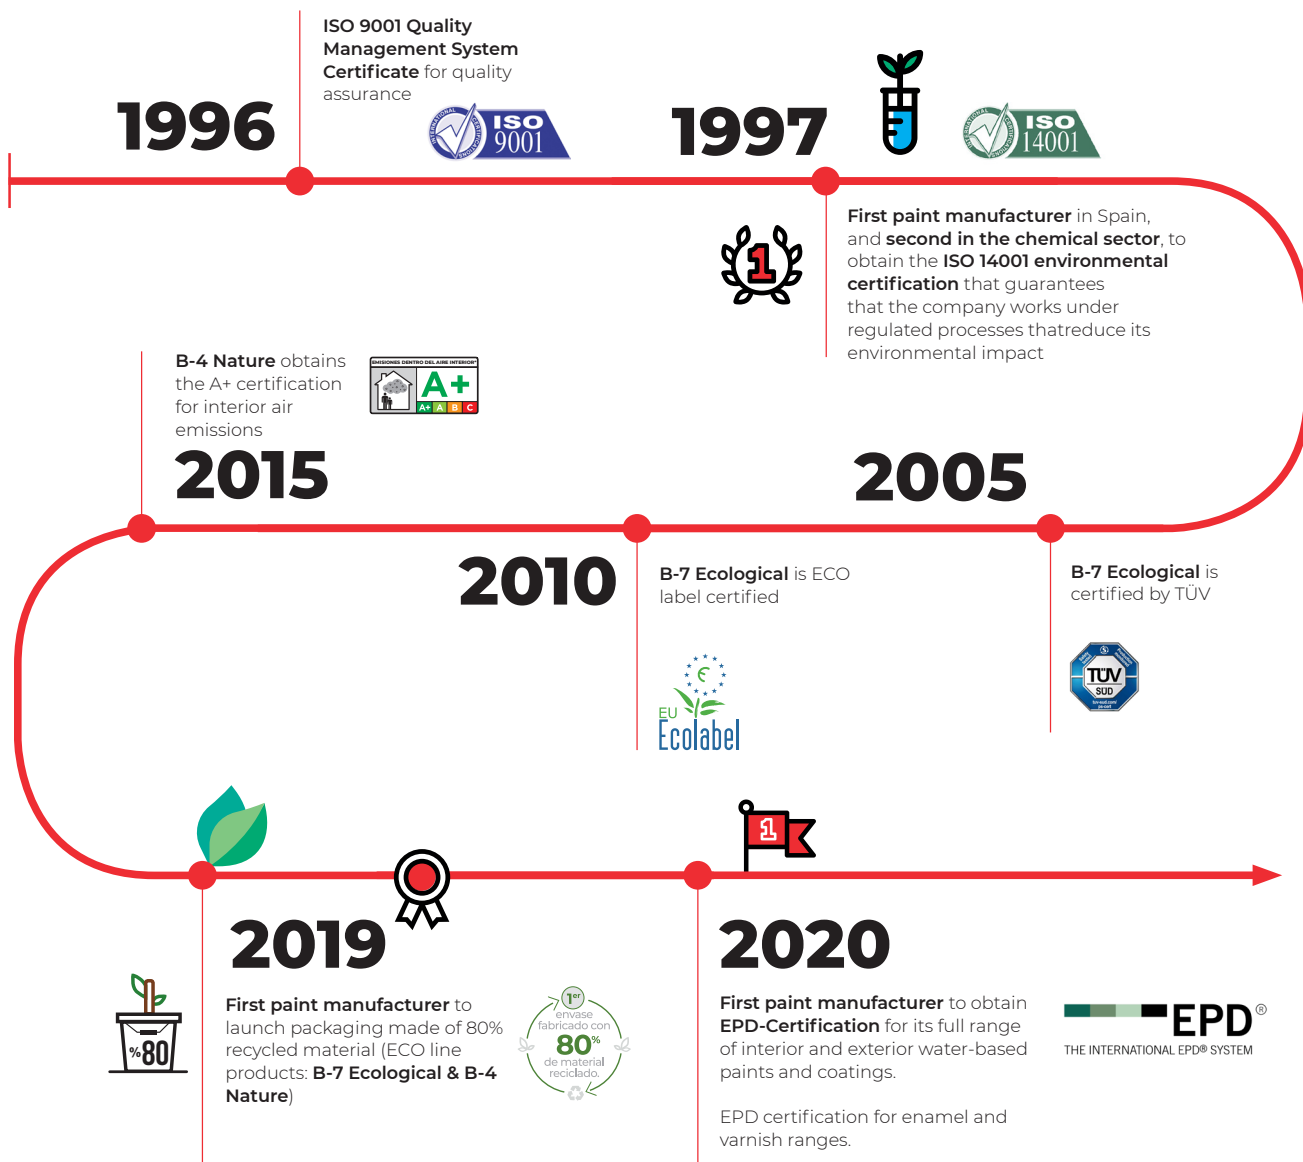 1996
ISO 9001 Quality
Management System
Certificate for quality
assurance
ISO
9001
1997
ISO
14001
1
First paint manufacturer in Spain,
and second in the chemical sector, to
obtain the ISO 14001 environmental
certification that guarantees
that the company works under
regulated processes thatreduce its
environmental impact
2005
B-7 Ecological is
certified by TÜV
TÜV
SÜD
2010
B-7 Ecological is ECO
label certified
EU
Ecolabel
B-4 Nature obtains
the A+ certification
for interior air
emissions
EMISIONES DENTRO DEL AIRE INTERIOR*
A+
A+ A B C
2015
2019
First paint manufacturer to
launch packaging made of 80%
recycled material (ECO line
products: B-7 Ecological & B-4
Nature)
%80
1er
envase
fabricado con
80%
de material
reciclado.
1
2020
First paint manufacturer to obtain
EPD-Certification for its full range
of interior and exterior water-based
paints and coatings.
EPD certification for enamel and
varnish ranges.
EPD®
THE INTERNATIONAL EPD® SYSTEM